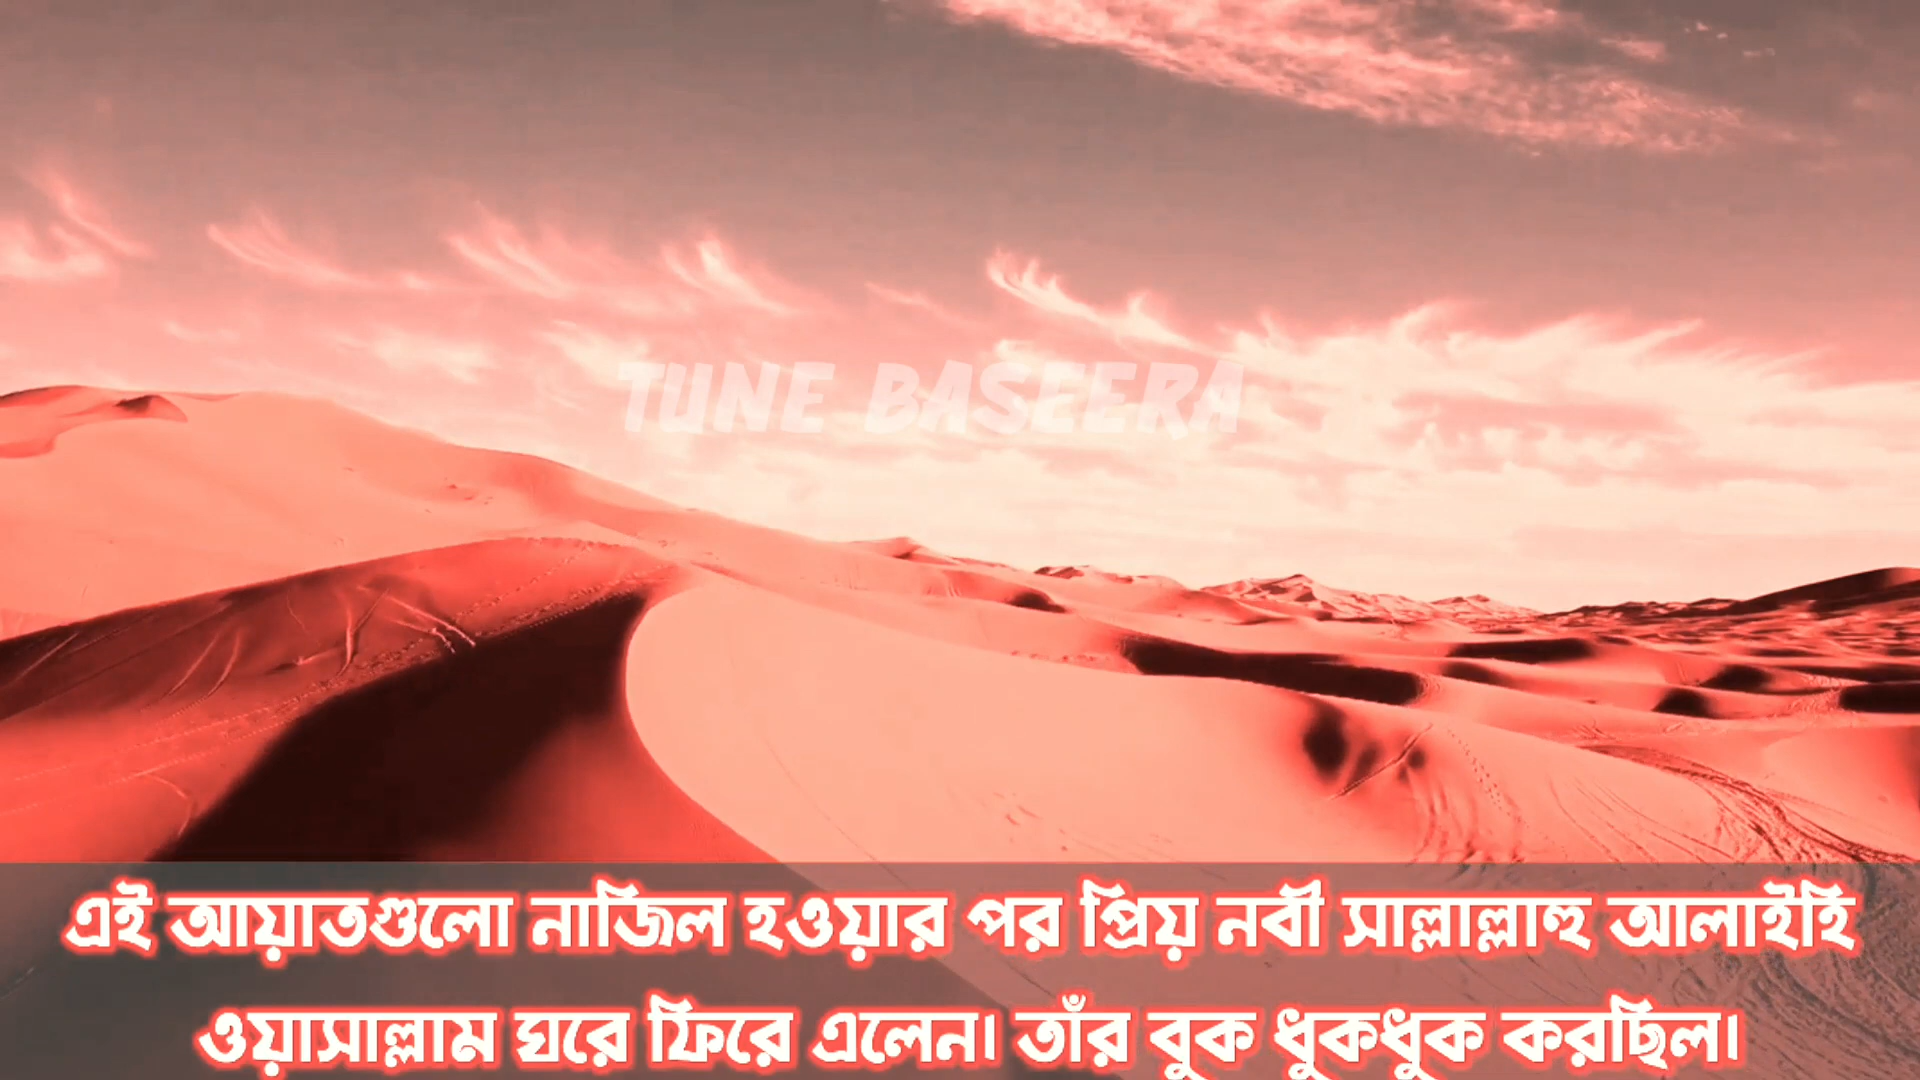 TUNE BASEERA
এই আয়াতগুলো নাজিল হওয়ার পর প্রিয় নবী সাল্লাল্লাহু আলাইহি
ওয়াসাল্লাম ঘরে ফিরে এলেন। তাঁর বুক ধুকধুক করছিল।